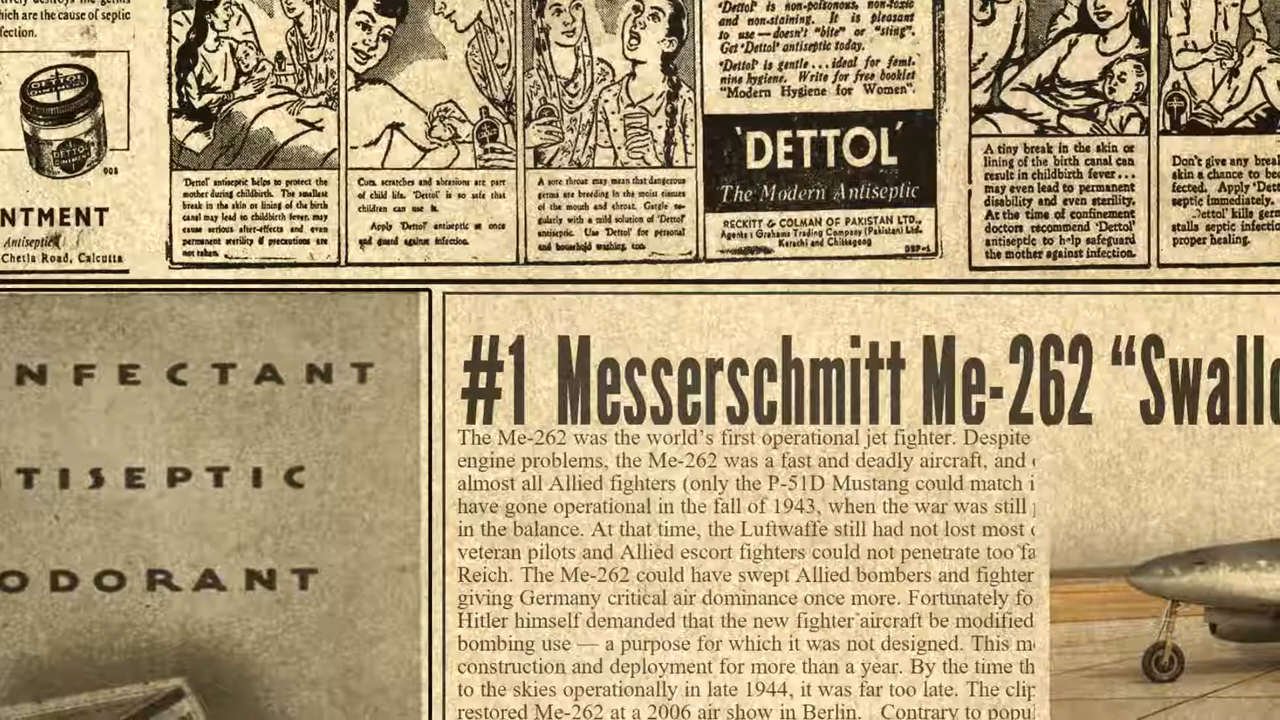 which are the cause of septic
NTMENT
Antiseptic
Chetla Road, Calcutta
'Dettol' antiseptic helps to protect the
mother during childbirth. The smallest
break in the skin or lining of the birth
canal may lead to childbirth fever, may
cause serious after-effects and even
permanent sterility if precautions are
not taken.
Cuts, scratches and abrasions are part
of child life. 'Dettol' is so safe that
children can use it.
Apply 'Dettol' antiseptic at once
and guard against infection.
A sore throat may mean that dangerous
germs are breeding in the moist tissues
of the mouth and throat. Gargle re-
gularly with a mild solution of 'Dettol'
antiseptic. Use 'Dettol' for personal
and household washing, too.
'Dettol' is non-poisonous, non-toxic
and non-staining. It is pleasant
to use—doesn't "bite" or "sting".
Get 'Dettol' antiseptic today.
'Dettol' is gentle...ideal for femi-
nine hygiene. Write for free booklet
"Modern Hygiene for Women".
'DETTOL'
The Modern Antiseptic
RECKITT & COLMAN OF PAKISTAN LTD.,
Agents: Grahams Trading Company (Pakistan) Ltd.
Karachi and Chittagong
A tiny break in the skin or
lining of the birth canal can
result in childbirth fever...
may even lead to permanent
disability and even sterility.
At the time of confinement
doctors recommend 'Dettol'
antiseptic to help safeguard
the mother against infection.
Don't give any brea
skin a chance to be
fected. Apply 'Det
septic immediately.
'Dettol' kills germ
stalls septic infectio
proper healing.
NFECTANT
TISEPTIC
ODORANT
#1 Messerschmitt Me-262 “Swallo
The Me-262 was the world’s first operational jet fighter. Despite
engine problems, the Me-262 was a fast and deadly aircraft, and
almost all Allied fighters (only the P-51D Mustang could match i
have gone operational in the fall of 1943, when the war was still
in the balance. At that time, the Luftwaffe still had not lost most
veteran pilots and Allied escort fighters could not penetrate too fa
Reich. The Me-262 could have swept Allied bombers and fighter
giving Germany critical air dominance once more. Fortunately fo
Hitler himself demanded that the new fighter aircraft be modified
bombing use — a purpose for which it was not designed. This m
construction and deployment for more than a year. By the time th
to the skies operationally in late 1944, it was far too late. The clip
restored Me-262 at a 2006 air show in Berlin. Contrary to popul